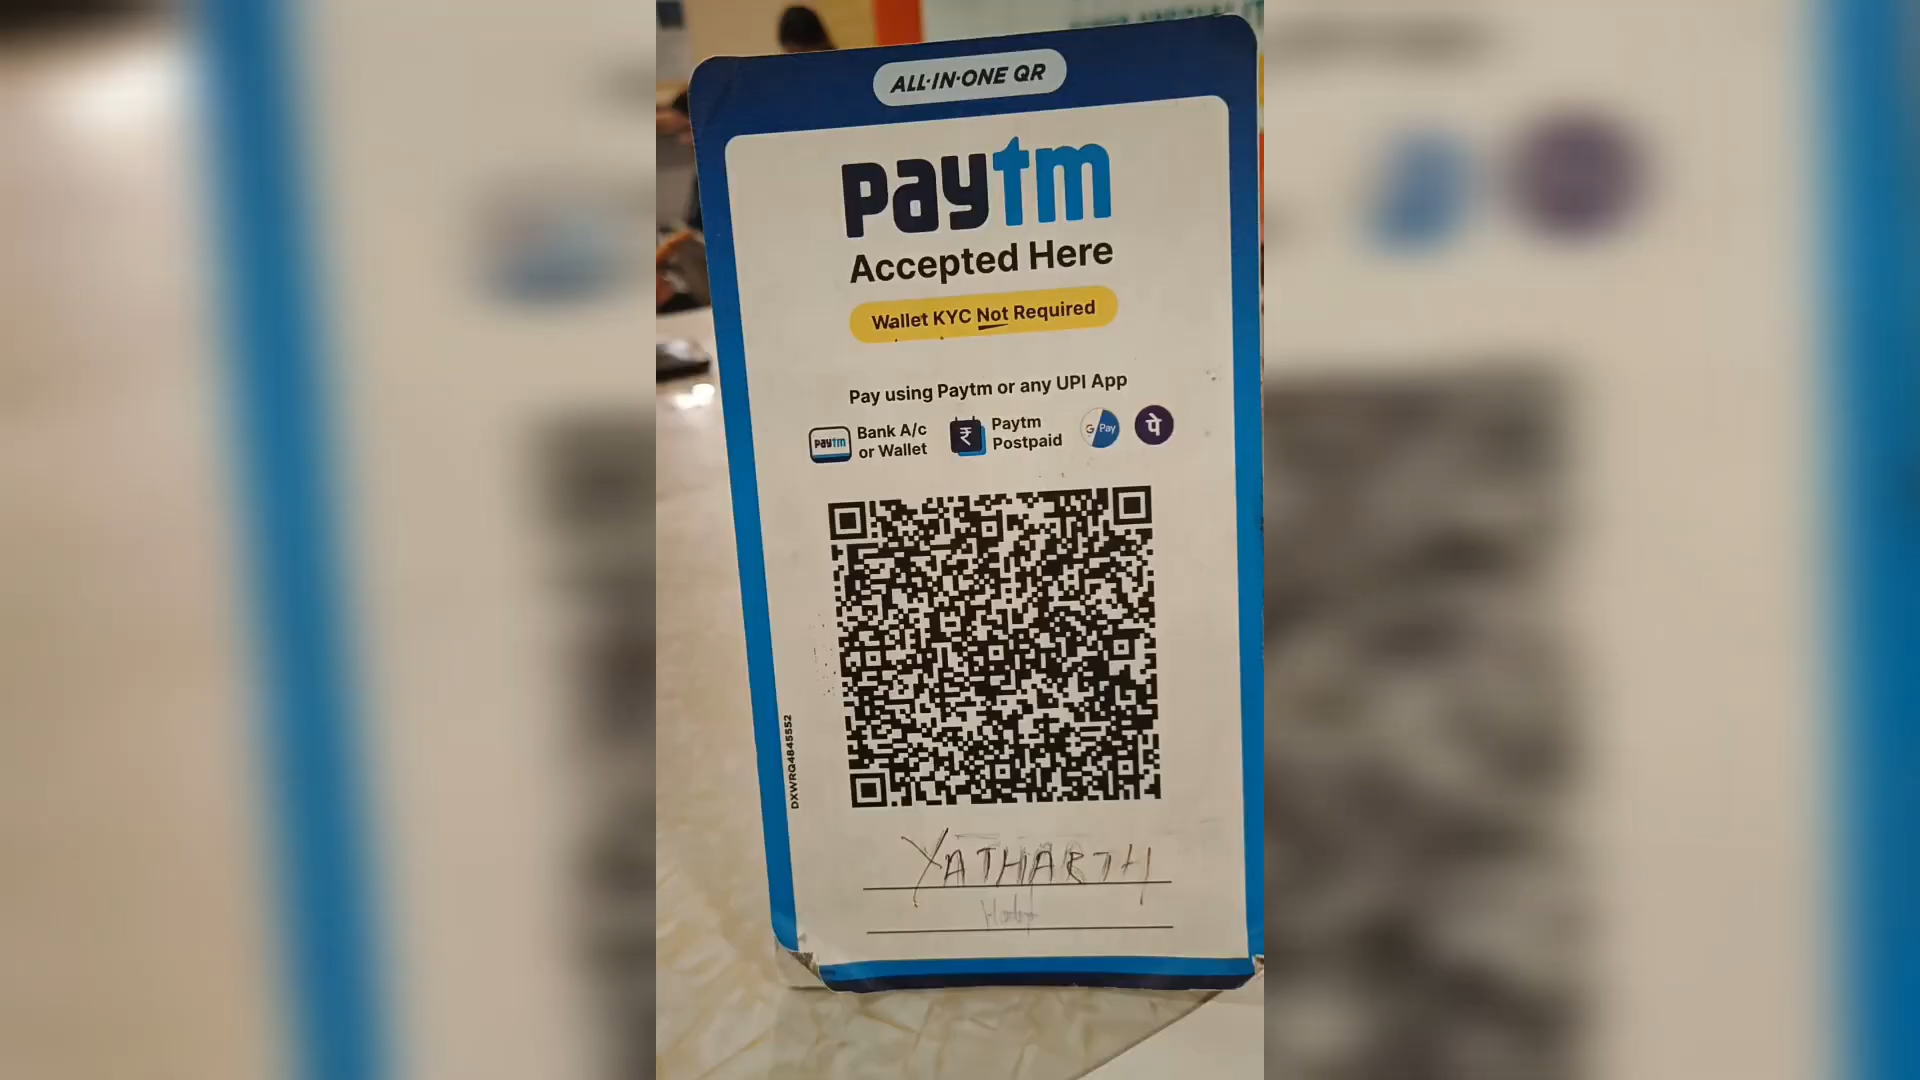 ALL-IN-ONE QR
paytm
Accepted Here
Wallet KYC Not Required
Pay using Paytm or any UPI App
paytm Bank A/c or Wallet
₹ Paytm Postpaid
G Pay
पे
DXWRQ4845552
YATHARTH